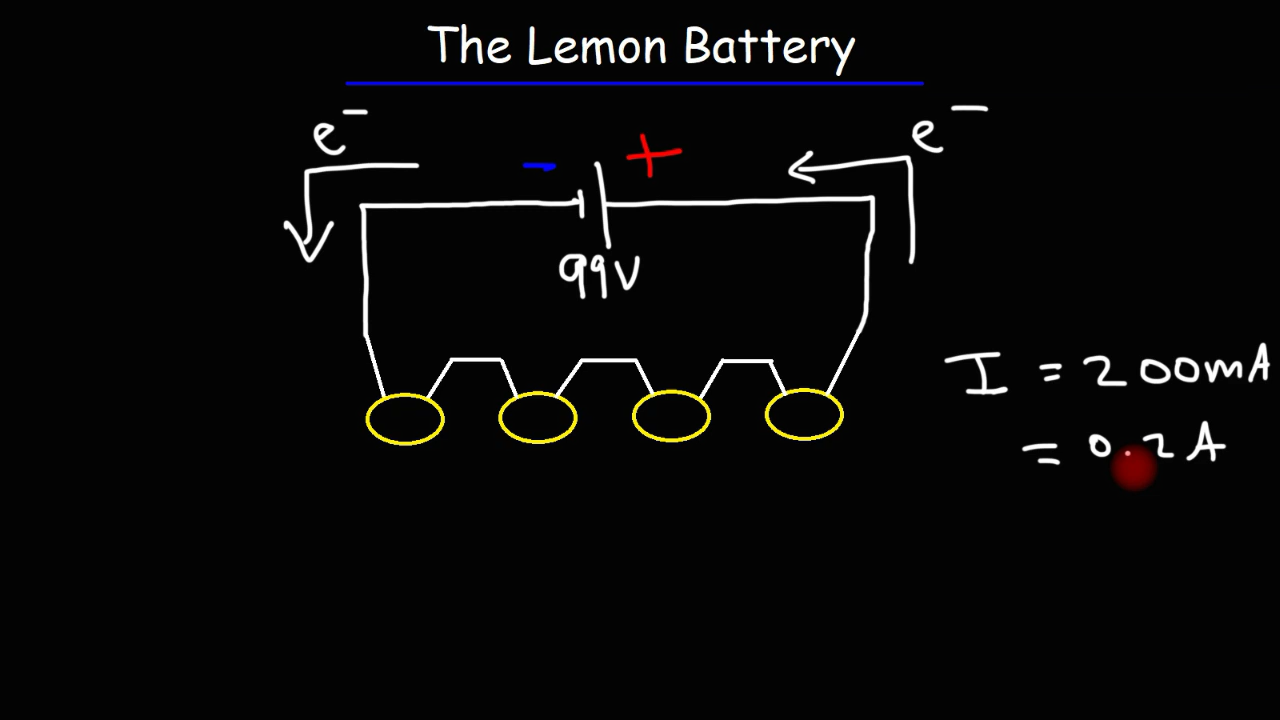 The Lemon Battery
e⁻ - + e⁻
99V
I = 200mA
= 0.2A